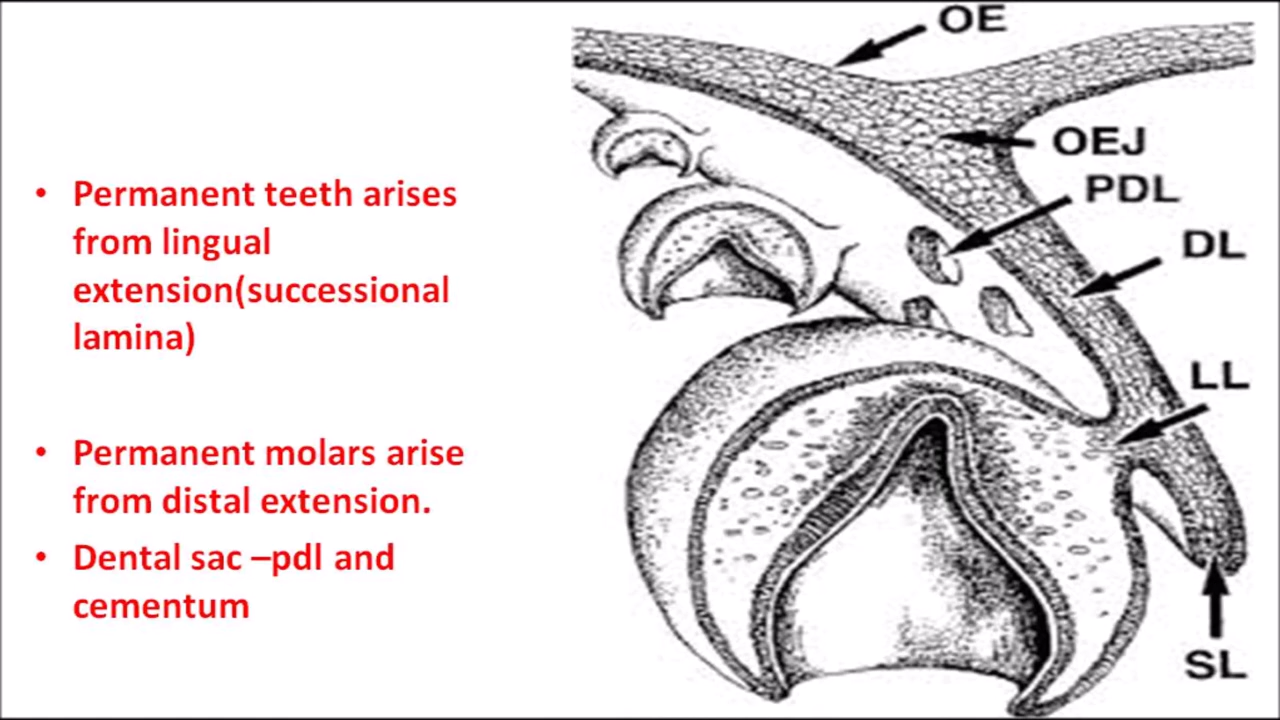 • Permanent teeth arises
from lingual
extension(successional
lamina)
• Permanent molars arise
from distal extension.
• Dental sac –pdl and
cementum
OE
OEJ
PDL
DL
LL
SL